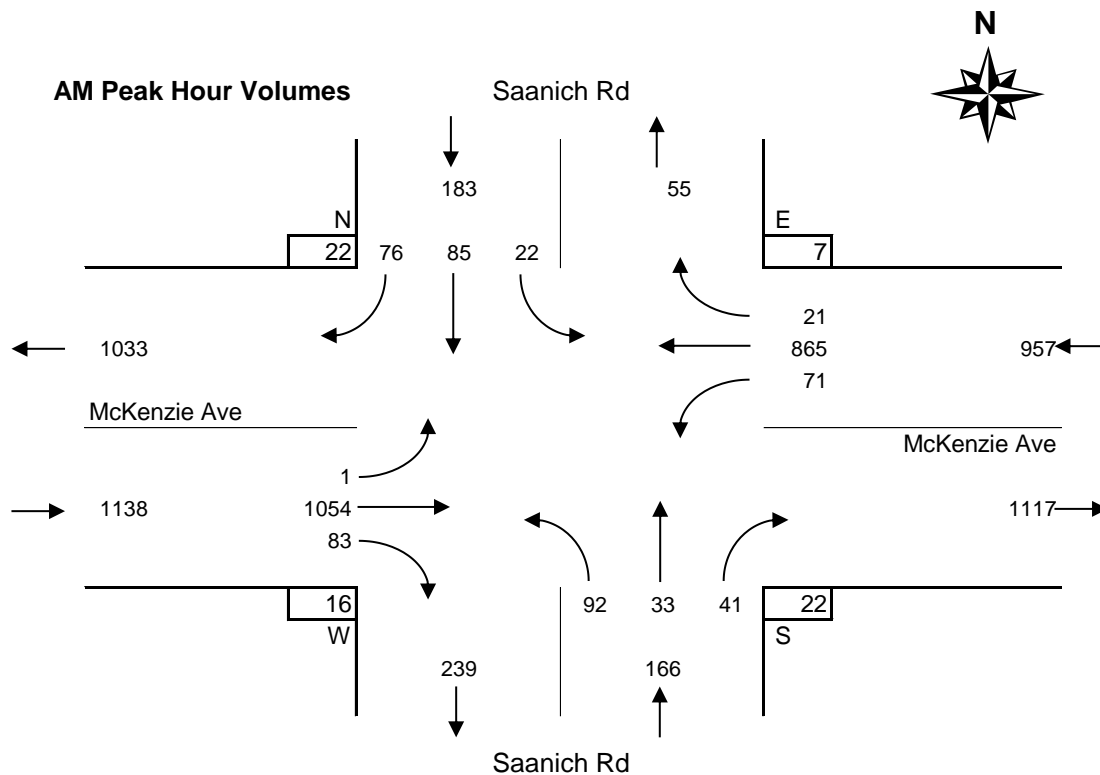 N
AM Peak Hour Volumes Saanich Rd
183 55
N E
22 76 85 22 7
21
1033 865 957
71
McKenzie Ave
McKenzie Ave
1
1138 1054 1117
83
16 92 33 41 22
W S
239 166
Saanich Rd